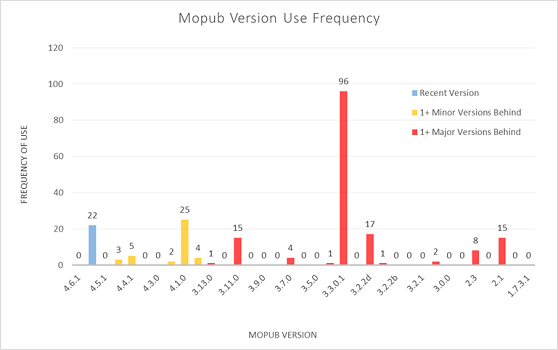 Mopub Version Use Frequency
FREQUENCY OF USE
120
100
80
60
40
20
0
0 22 0 3 5 0 0 2 25 4 1 0 15 0 0 0 4 0 0 1 96 0 17 1 0 0 0 2 0 0 8 0 15 0 0
Recent Version
1+ Minor Versions Behind
1+ Major Versions Behind
4.6.1
4.5.1
4.4.1
4.3.0
4.1.0
3.13.0
3.11.0
3.9.0
3.7.0
3.5.0
3.3.0.1
3.2.2d
3.2.2b
3.2.1
3.0.0
2.3
2.1
1.7.3.1
MOPUB VERSION